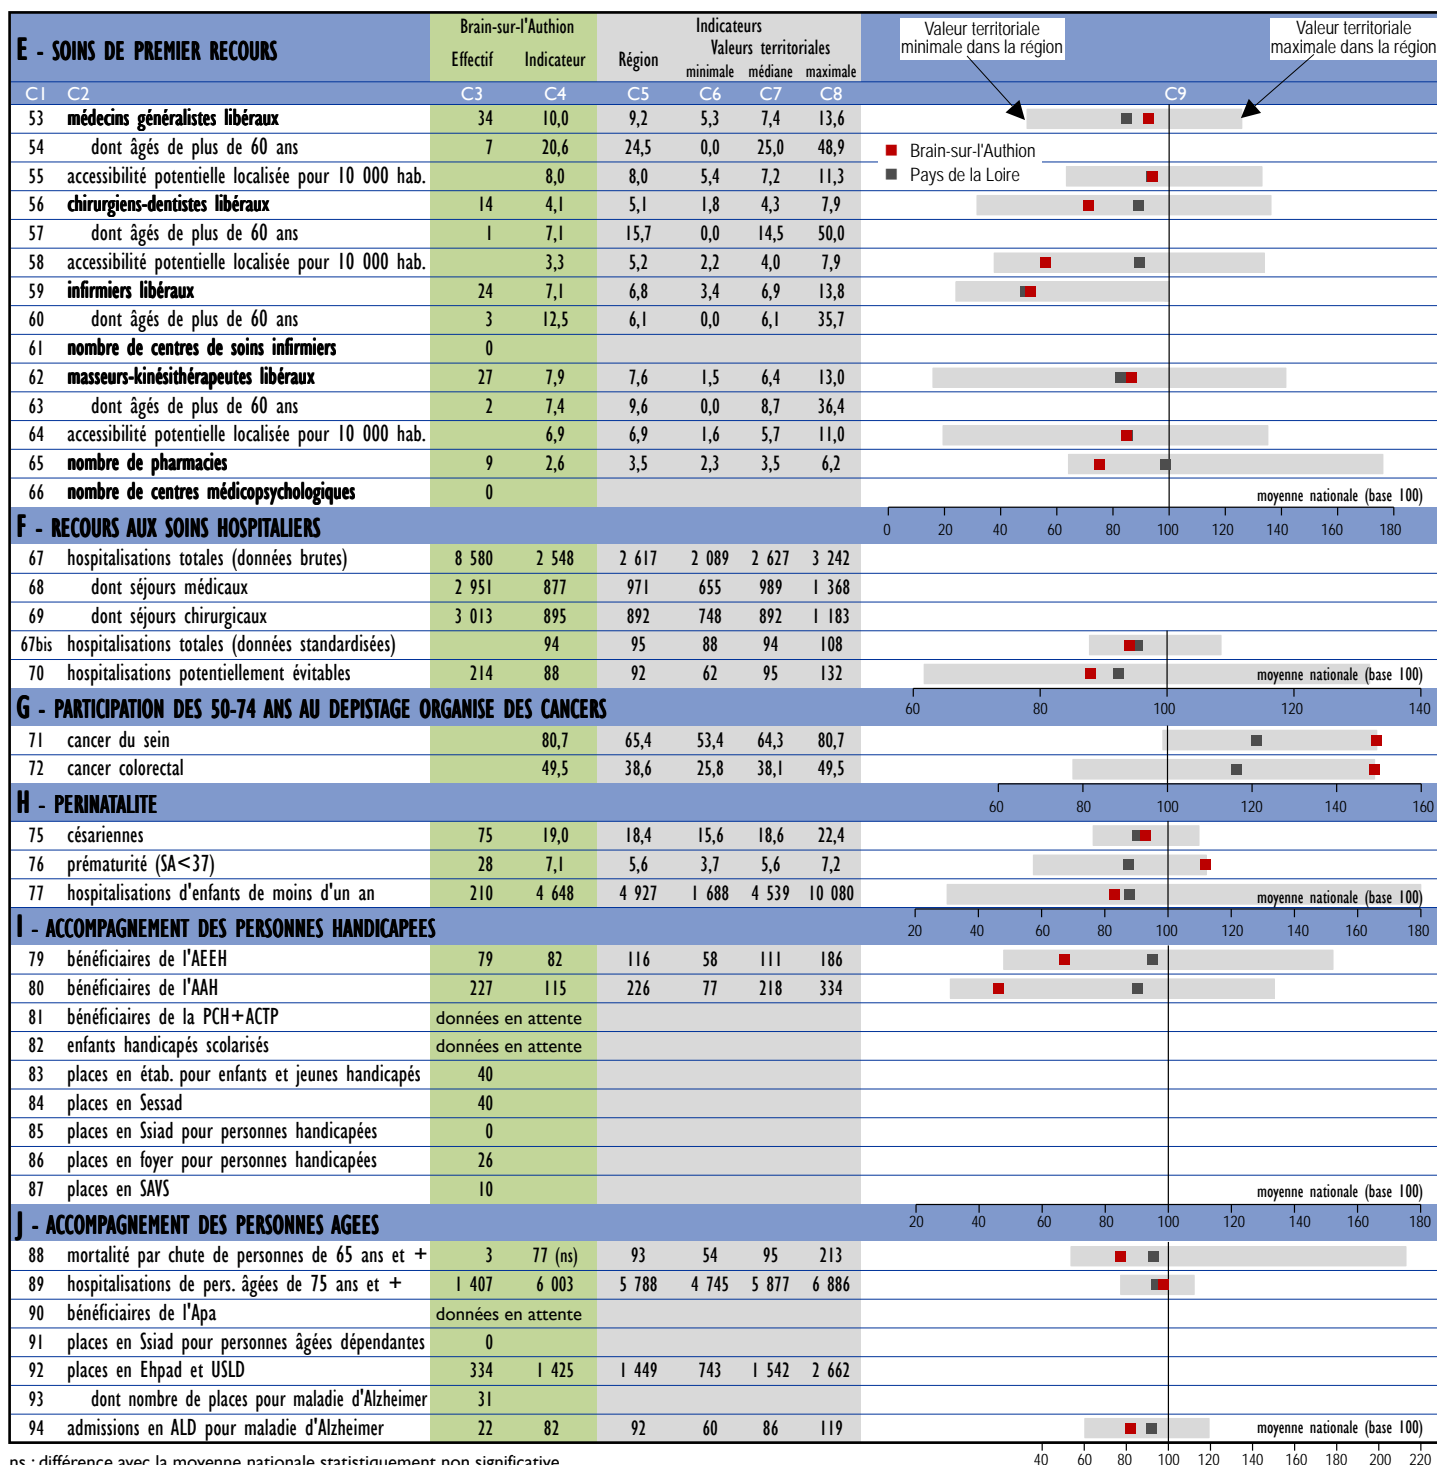 E - SOINS DE PREMIER RECOURS
Brain-sur-l'Authion
Effectif Indicateur
Indicateurs
Région
Valeurs territoriales
minimale médiane maximale
Valeur territoriale
minimale dans la région
Valeur territoriale
maximale dans la région
C1 C2 C3 C4 C5 C6 C7 C8 C9
53 médecins généralistes libéraux 34 10,0 9,2 5,3 7,4 13,6
54 dont âgés de plus de 60 ans 7 20,6 24,5 0,0 25,0 48,9
Brain-sur-l'Authion
Pays de la Loire
55 accessibilité potentielle localisée pour 10 000 hab. 8,0 8,0 5,4 7,2 11,3
56 chirurgiens-dentistes libéraux 14 4,1 5,1 1,8 4,3 7,9
57 dont âgés de plus de 60 ans 1 7,1 15,7 0,0 14,5 50,0
58 accessibilité potentielle localisée pour 10 000 hab. 3,3 5,2 2,2 4,0 7,9
59 infirmiers libéraux 24 7,1 6,8 3,4 6,9 13,8
60 dont âgés de plus de 60 ans 3 12,5 6,1 0,0 6,1 35,7
61 nombre de centres de soins infirmiers 0
62 masseurs-kinésithérapeutes libéraux 27 7,9 7,6 1,5 6,4 13,0
63 dont âgés de plus de 60 ans 2 7,4 9,6 0,0 8,7 36,4
64 accessibilité potentielle localisée pour 10 000 hab. 6,9 6,9 1,6 5,7 11,0
65 nombre de pharmacies 9 2,6 3,5 2,3 3,5 6,2
66 nombre de centres médicopsychologiques 0 moyenne nationale (base 100)
F - RECOURS AUX SOINS HOSPITALIERS 0 20 40 60 80 100 120 140 160 180
67 hospitalisations totales (données brutes) 8 580 2 548 2 617 2 089 2 627 3 242
68 dont séjours médicaux 2 951 877 971 655 989 1 368
69 dont séjours chirurgicaux 3 013 895 892 748 892 1 183
67bis hospitalisations totales (données standardisées) 94 95 88 94 108
70 hospitalisations potentiellement évitables 214 88 92 62 95 132 moyenne nationale (base 100)
G - PARTICIPATION DES 50-74 ANS AU DEPISTAGE ORGANISE DES CANCERS 60 80 100 120 140
71 cancer du sein 80,7 65,4 53,4 64,3 80,7
72 cancer colorectal 49,5 38,6 25,8 38,1 49,5
H - PERINATALITE 60 80 100 120 140 160
75 césariennes 75 19,0 18,4 15,6 18,6 22,4
76 prématurité (SA<37) 28 7,1 5,6 3,7 5,6 7,2
77 hospitalisations d'enfants de moins d'un an 210 4 648 4 927 1 688 4 539 10 080 moyenne nationale (base 100)
I - ACCOMPAGNEMENT DES PERSONNES HANDICAPEES 20 40 60 80 100 120 140 160 180
79 bénéficiaires de l'AEEH 79 82 116 58 111 186
80 bénéficiaires de l'AAH 227 115 226 77 218 334
81 bénéficiaires de la PCH+ACTP données en attente
82 enfants handicapés scolarisés données en attente
83 places en étab. pour enfants et jeunes handicapés 40
84 places en Sessad 40
85 places en Ssiad pour personnes handicapées 0
86 places en foyer pour personnes handicapées 26
87 places en SAVS 10 moyenne nationale (base 100)
J - ACCOMPAGNEMENT DES PERSONNES AGEES 20 40 60 80 100 120 140 160 180
88 mortalité par chute de personnes de 65 ans et + 3 77 (ns) 93 54 95 213
89 hospitalisations de pers. âgées de 75 ans et + 1 407 6 003 5 788 4 745 5 877 6 886
90 bénéficiaires de l'Apa données en attente
91 places en Ssiad pour personnes âgées dépendantes 0
92 places en Ehpad et USLD 334 1 425 1 449 743 1 542 2 662
93 dont nombre de places pour maladie d'Alzheimer 31
94 admissions en ALD pour maladie d'Alzheimer 22 82 92 60 86 119 moyenne nationale (base 100)
40 60 80 100 120 140 160 180 200 220
ns : différence avec la moyenne nationale statistiquement non significative